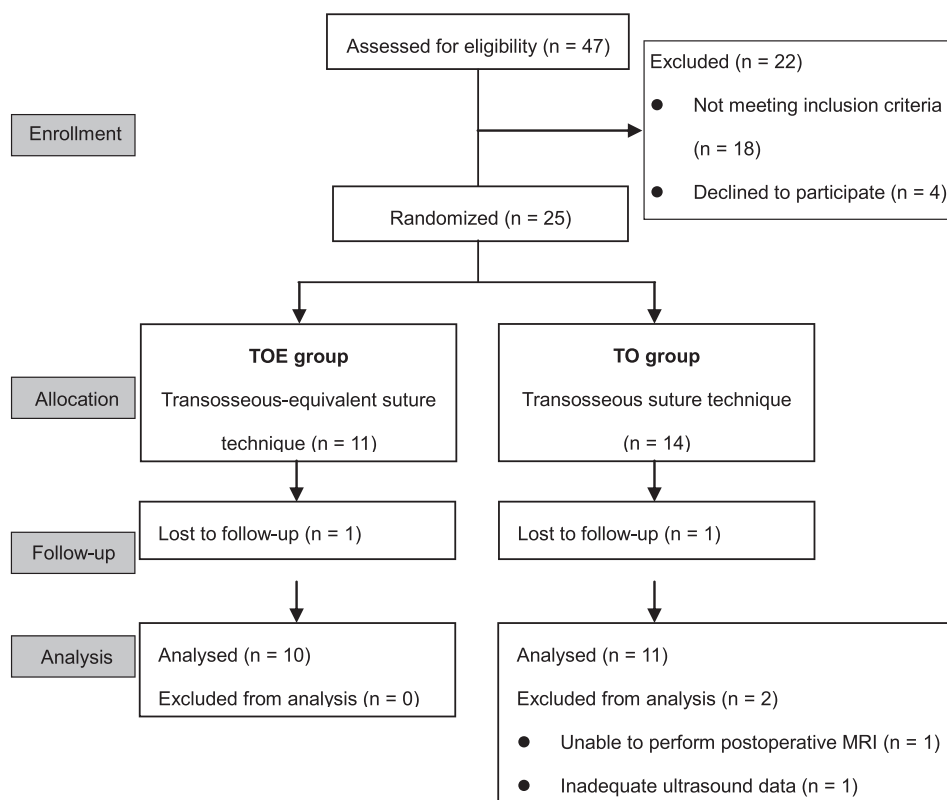 Assessed for eligibility (n = 47)
Excluded (n = 22)
● Not meeting inclusion criteria
(n = 18)
● Declined to participate (n = 4)
Enrollment
Randomized (n = 25)
TOE group
Transosseous-equivalent suture
technique (n = 11)
TO group
Transosseous suture technique
(n = 14)
Allocation
Lost to follow-up (n = 1)
Lost to follow-up (n = 1)
Follow-up
Analysis
Analysed (n = 10)
Excluded from analysis (n = 0)
Analysed (n = 11)
Excluded from analysis (n = 2)
● Unable to perform postoperative MRI (n = 1)
● Inadequate ultrasound data (n = 1)